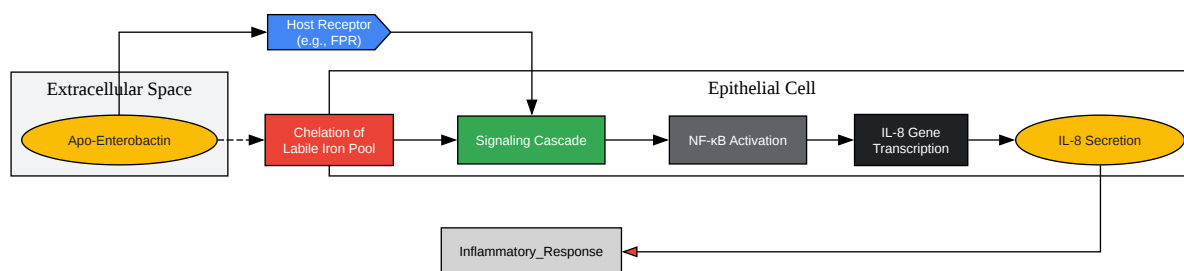 Host Receptor
(e.g., FPR)
Extracellular Space
Epithelial Cell
Apo-Enterobactin
Chelation of
Labile Iron Pool
Signaling Cascade
NF-κB Activation
IL-8 Gene
Transcription
IL-8 Secretion
Inflammatory_Response